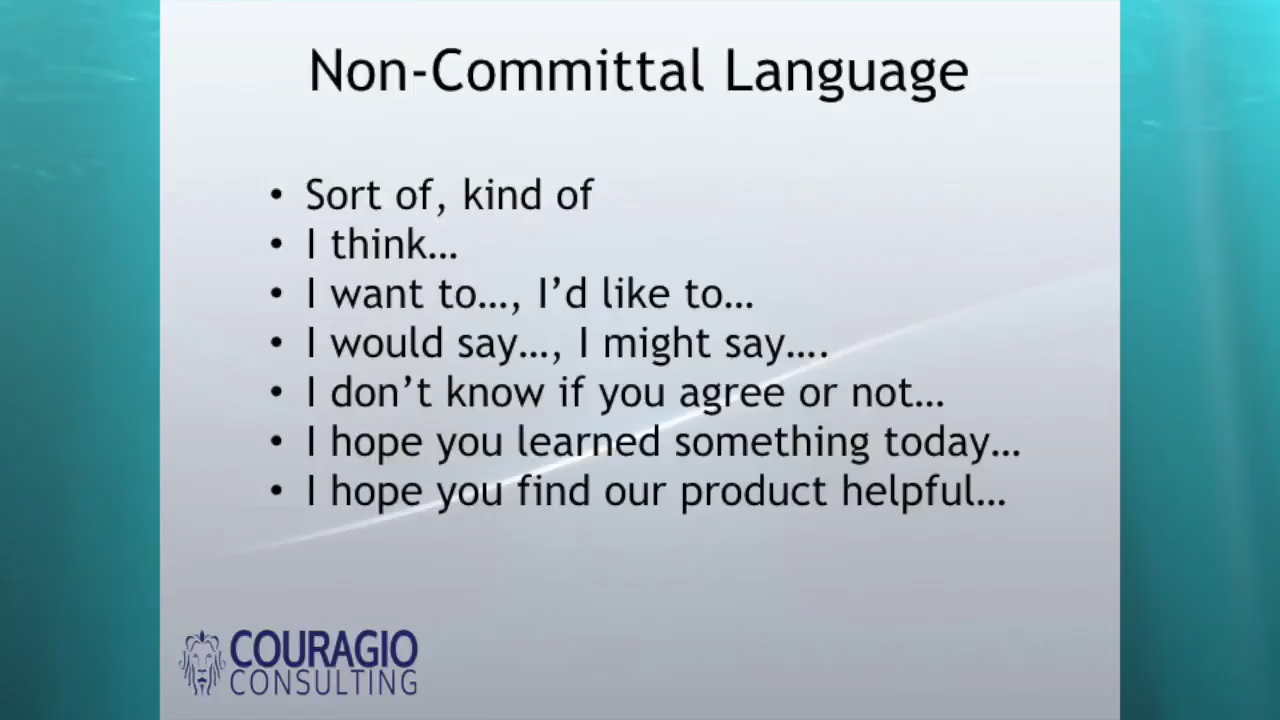 Non-Committal Language
• Sort of, kind of
• I think…
• I want to…, I’d like to…
• I would say…, I might say….
• I don’t know if you agree or not…
• I hope you learned something today…
• I hope you find our product helpful…
COURAGIO
CONSULTING